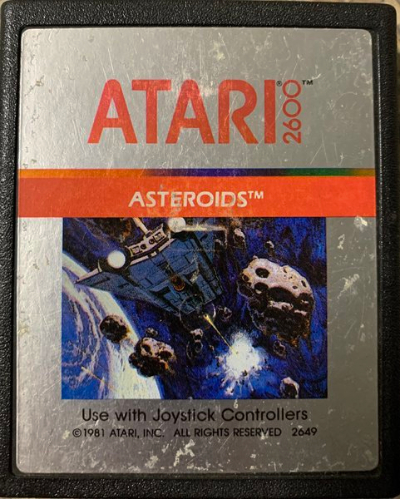 ATARI® 2600™
ASTEROIDS™
Use with Joystick Controllers
©1981 ATARI, INC. ALL RIGHTS RESERVED 2649